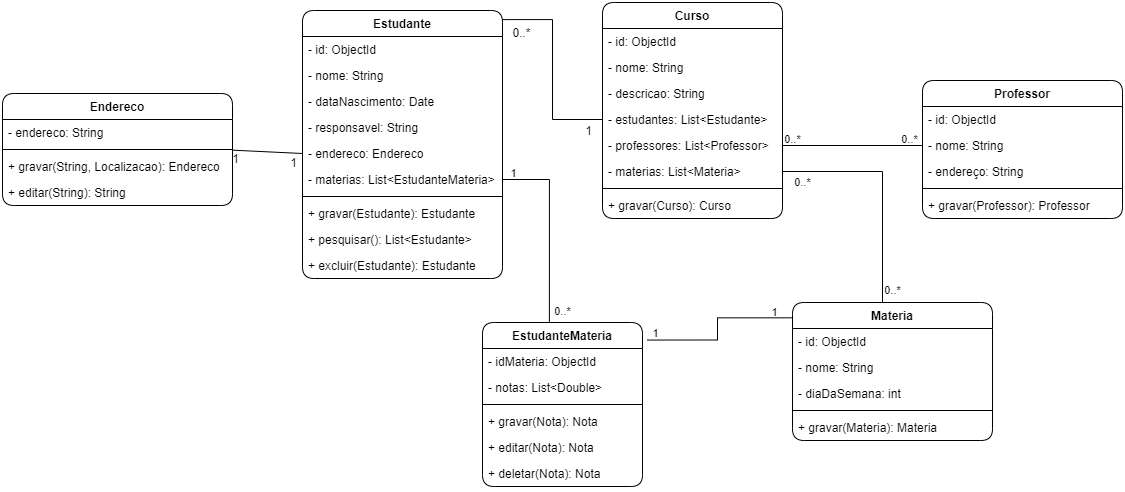 Endereco
- endereco: String
+ gravar(String, Localizacao): Endereco
+ editar(String): String
1
1
Estudante
- id: ObjectId
- nome: String
- dataNascimento: Date
- responsavel: String
- endereco: Endereco
- materias: List<EstudanteMateria>
+ gravar(Estudante): Estudante
+ pesquisar(): List<Estudante>
+ excluir(Estudante): Estudante
0..*
1
1
0..*
Curso
- id: ObjectId
- nome: String
- descricao: String
- estudantes: List<Estudante>
- professores: List<Professor>
- materias: List<Materia>
+ gravar(Curso): Curso
0..*
0..*
0..*
0..*
Professor
- id: ObjectId
- nome: String
- endereço: String
+ gravar(Professor): Professor
EstudanteMateria
- idMateria: ObjectId
- notas: List<Double>
+ gravar(Nota): Nota
+ editar(Nota): Nota
+ deletar(Nota): Nota
1
1
Materia
- id: ObjectId
- nome: String
- diaDaSemana: int
+ gravar(Materia): Materia